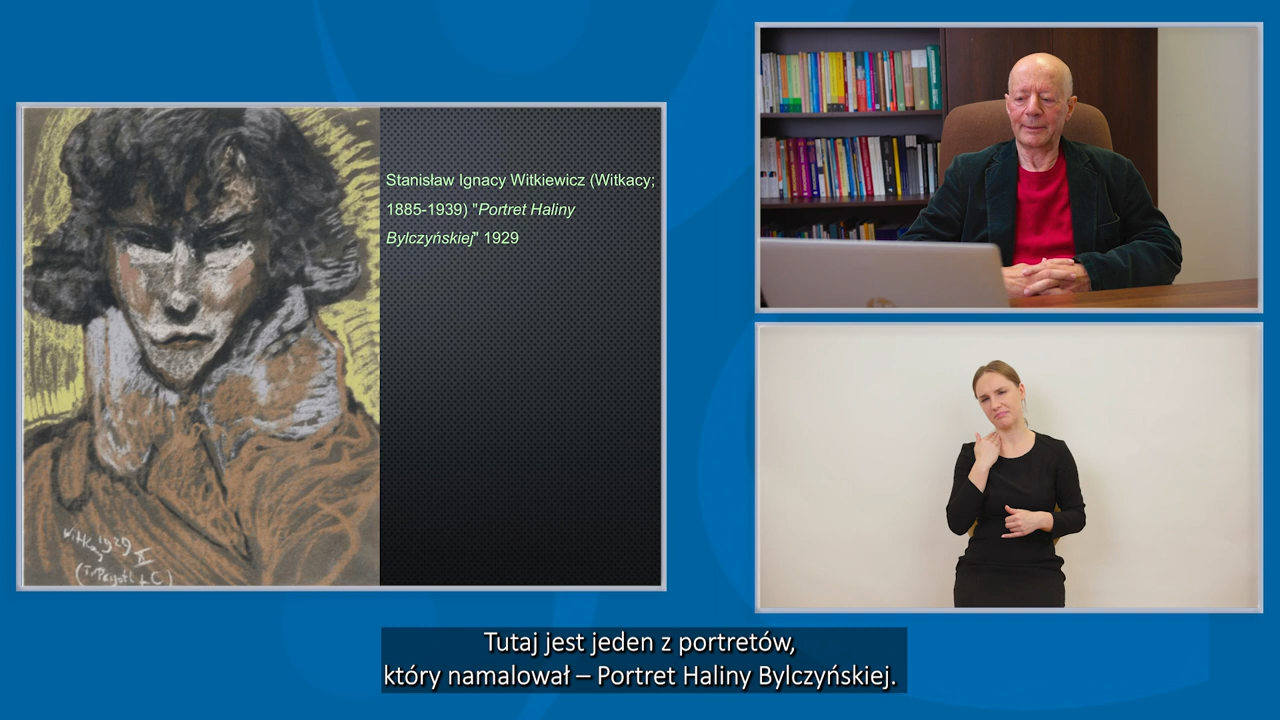 Stanisław Ignacy Witkiewicz (Witkacy;
1885-1939) "Portret Haliny
Bylczyńskiej" 1929
Witkacy 1929
II
Tutaj jest jeden z portretów,
który namalował – Portret Haliny Bylczyńskiej.